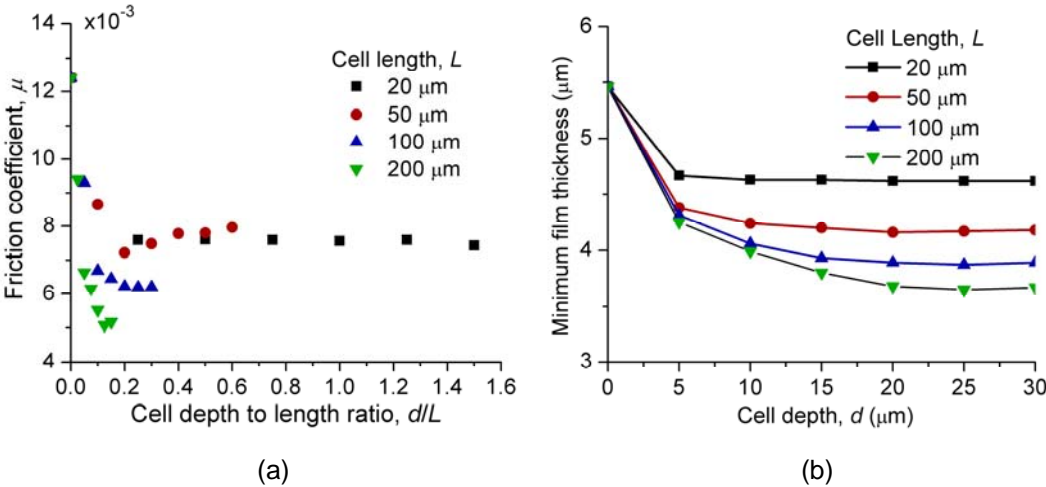 14
×10⁻³
12
10
8
6
4
Friction coefficient, μ
Cell length, L
20 μm
50 μm
100 μm
200 μm
0.0 0.2 0.4 0.6 0.8 1.0 1.2 1.4 1.6
Cell depth to length ratio, d/L
(a)
6
5
4
3
Minimum film thickness (μm)
Cell Length, L
20 μm
50 μm
100 μm
200 μm
0 5 10 15 20 25 30
Cell depth, d (μm)
(b)